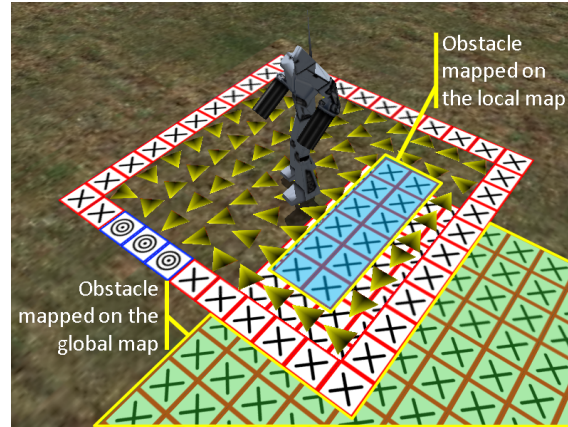 Obstacle
mapped on
the local map
Obstacle
mapped on the
global map